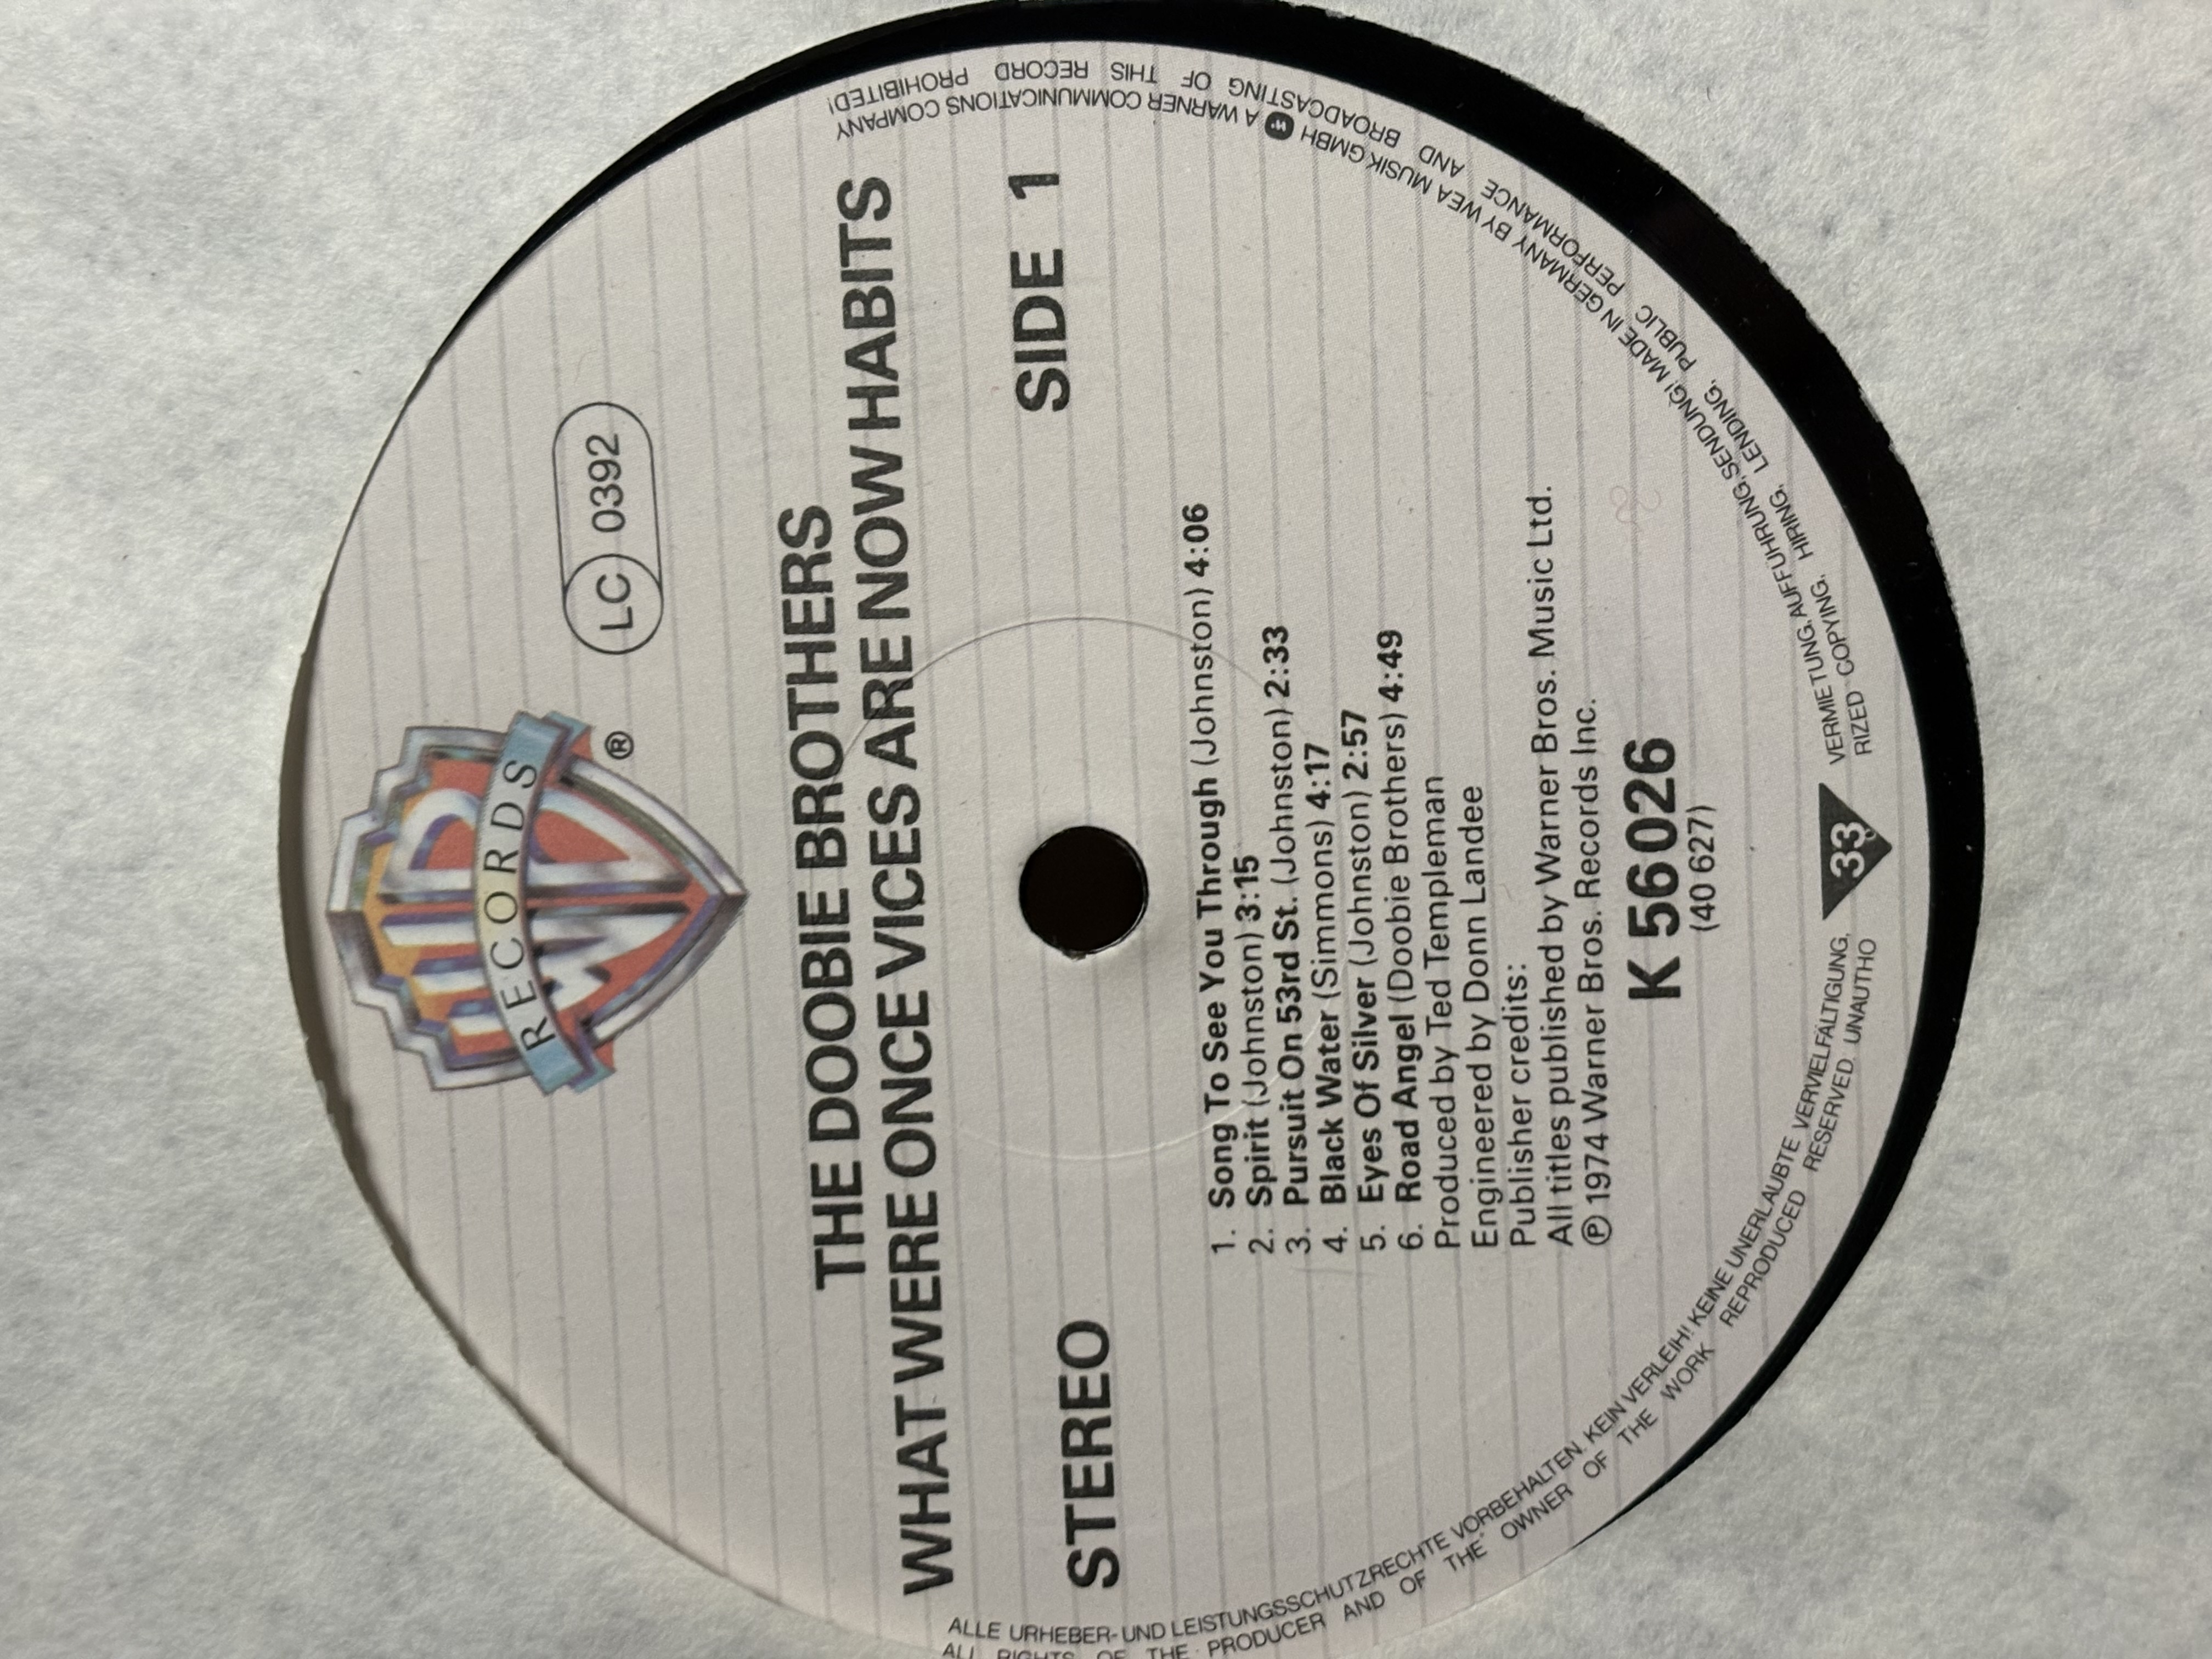 WB
RECORDS
®
LC 0392
THE DOOBIE BROTHERS
WHAT WERE ONCE VICES ARE NOW HABITS
STEREO
SIDE 1
1. Song To See You Through (Johnston) 4:06
2. Spirit (Johnston) 3:15
3. Pursuit On 53rd St. (Johnston) 2:33
4. Black Water (Simmons) 4:17
5. Eyes Of Silver (Johnston) 2:57
6. Road Angel (Doobie Brothers) 4:49
Produced by Ted Templeman
Engineered by Donn Landee
Publisher credits:
All titles published by Warner Bros. Music Ltd.
℗ 1974 Warner Bros. Records Inc.
K 56026
(40 627)
33
ALLE URHEBER- UND LEISTUNGSSCHUTZRECHTE VORBEHALTEN. KEIN VERLEIH! KEINE UNERLAUBTE VERVIELFÄLTIGUNG, VERMIETUNG, AUFFÜHRUNG, SENDUNG! MADE IN GERMANY BY WEA MUSIK GMBH A WARNER COMMUNICATIONS COMPANY
ALL RIGHTS OF THE PRODUCER AND OF THE OWNER OF THE WORK REPRODUCED RESERVED. UNAUTHORIZED COPYING, HIRING, LENDING, PUBLIC PERFORMANCE AND BROADCASTING OF THIS RECORD PROHIBITED!